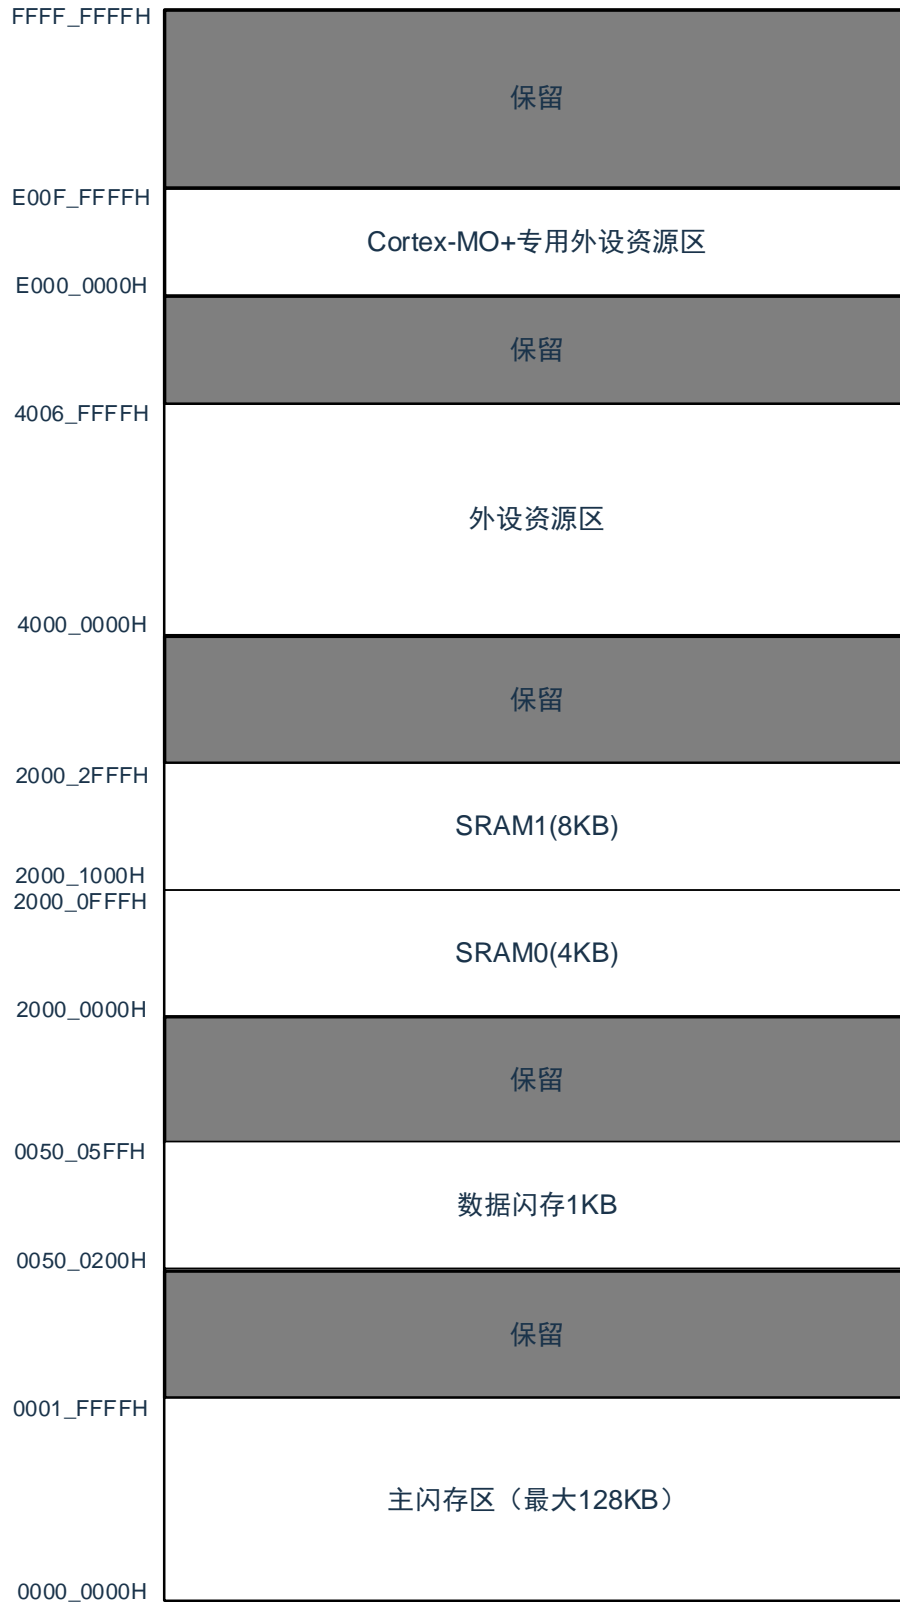 FFFF_FFFFH
保留
E00F_FFFFH
Cortex-MO+专用外设资源区
E000_0000H
保留
4006_FFFFH
外设资源区
4000_0000H
保留
2000_2FFFH
SRAM1(8KB)
2000_1000H
2000_0FFFH
SRAM0(4KB)
2000_0000H
保留
0050_05FFH
数据闪存1KB
0050_0200H
保留
0001_FFFFH
主闪存区（最大128KB）
0000_0000H